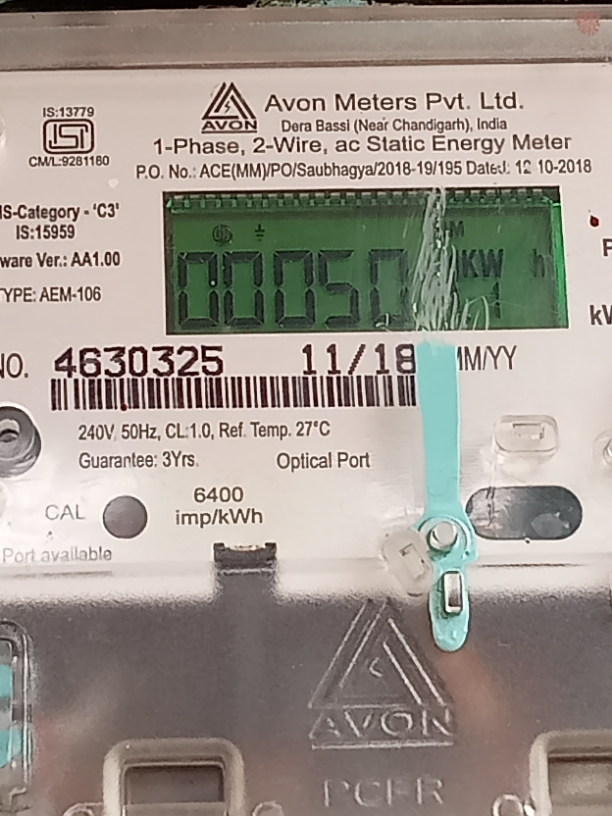 IS:13779
ISI
CM/L:9281180
AVON
Avon Meters Pvt. Ltd.
Dera Bassi (Near Chandigarh), India
1-Phase, 2-Wire, ac Static Energy Meter
P.O. No.: ACE(MM)/PO/Saubhagya/2018-19/195 Dated: 12 10-2018
IS-Category - 'C3'
IS:15959
ware Ver.: AA1.00
TYPE: AEM-106
00050
M
KW h
1
NO. 4630325 11/18 MM/YY
240V, 50Hz, CL:1.0, Ref. Temp. 27°C
Guarantee: 3Yrs. Optical Port
CAL
6400
imp/kWh
Port available
AVON